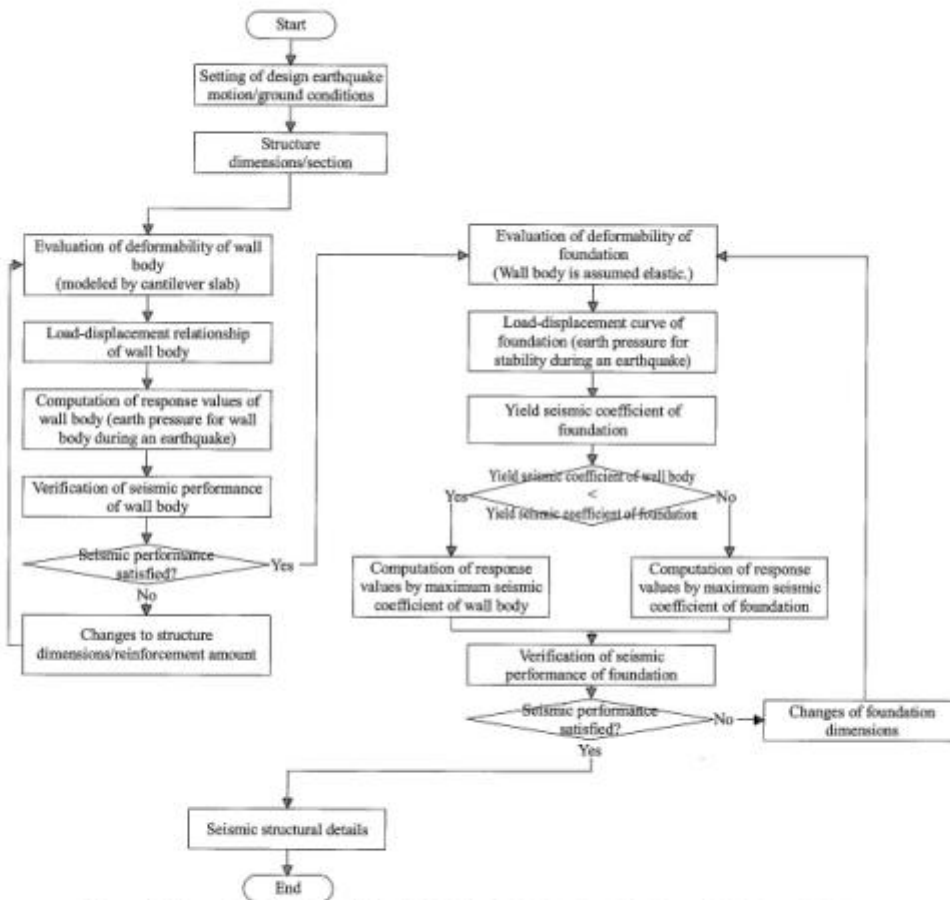 Start
Setting of design earthquake
motion/ground conditions
Structure
dimensions/section
Evaluation of deformability of wall
body
(modeled by cantilever slab)
Load-displacement relationship
of wall body
Computation of response values of
wall body (earth pressure for wall
body during an earthquake)
Verification of seismic performance
of wall body
Seismic performance
satisfied?
Yes
No
Changes to structure
dimensions/reinforcement amount
Evaluation of deformability of
foundation
(Wall body is assumed elastic.)
Load-displacement curve of
foundation (earth pressure for
stability during an earthquake)
Yield seismic coefficient of
foundation
Yield seismic coefficient of wall body
<
Yield seismic coefficient of foundation
Yes
No
Computation of response
values by maximum seismic
coefficient of wall body
Computation of response
values by maximum seismic
coefficient of foundation
Verification of seismic
performance of foundation
Seismic performance
satisfied?
No
Changes of foundation
dimensions
Yes
Seismic structural details
End